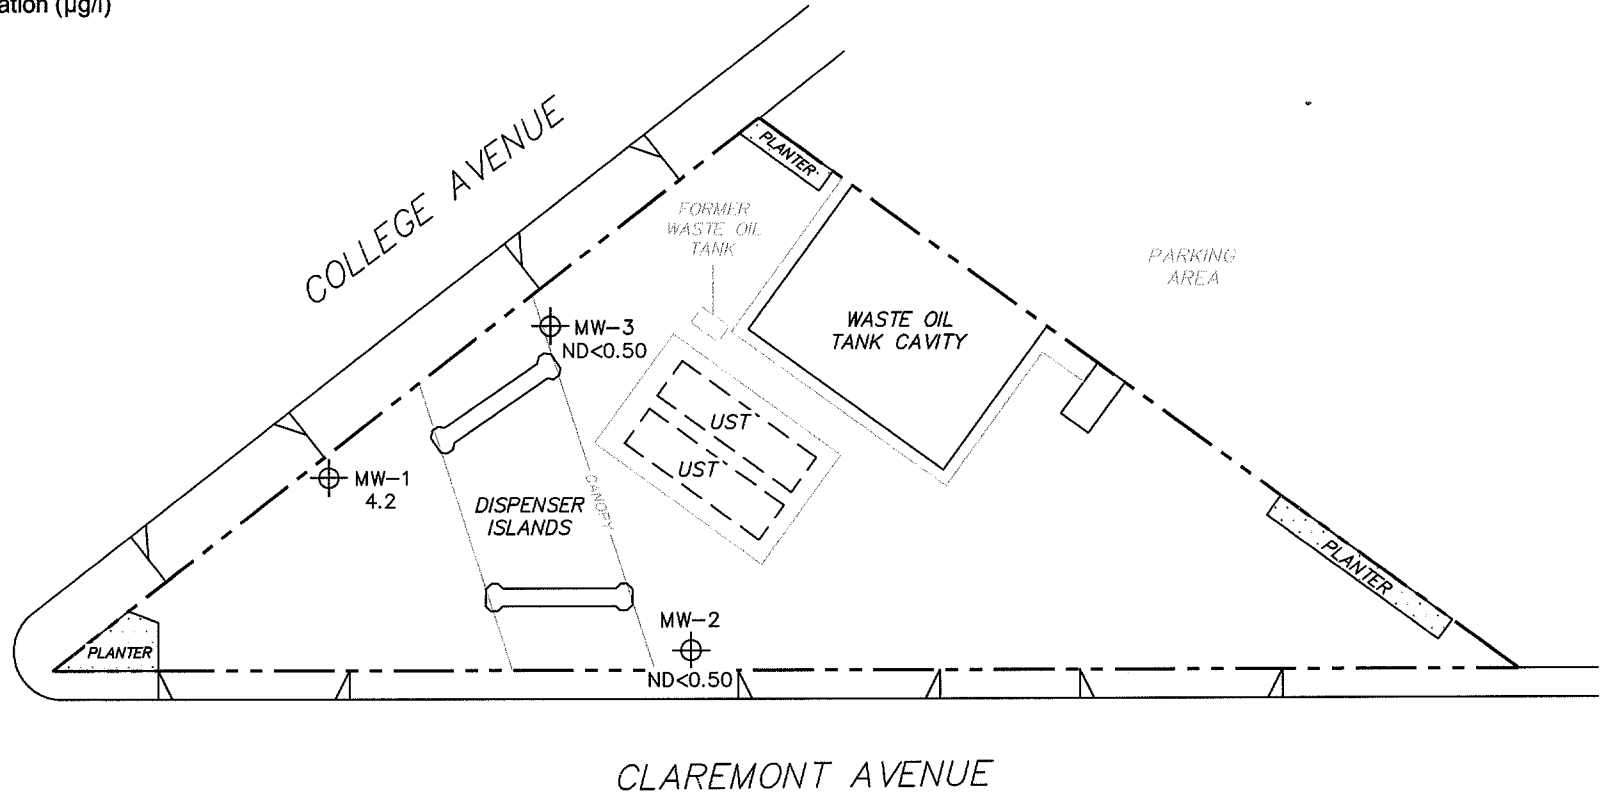 ation (µg/l)
COLLEGE AVENUE
PLANTER
FORMER
WASTE OIL
TANK
PARKING
AREA
WASTE OIL
TANK CAVITY
MW-3
ND<0.50
UST
UST
MW-1
4.2
DISPENSER
ISLANDS
CANOPY
PLANTER
MW-2
ND<0.50
PLANTER
CLAREMONT AVENUE